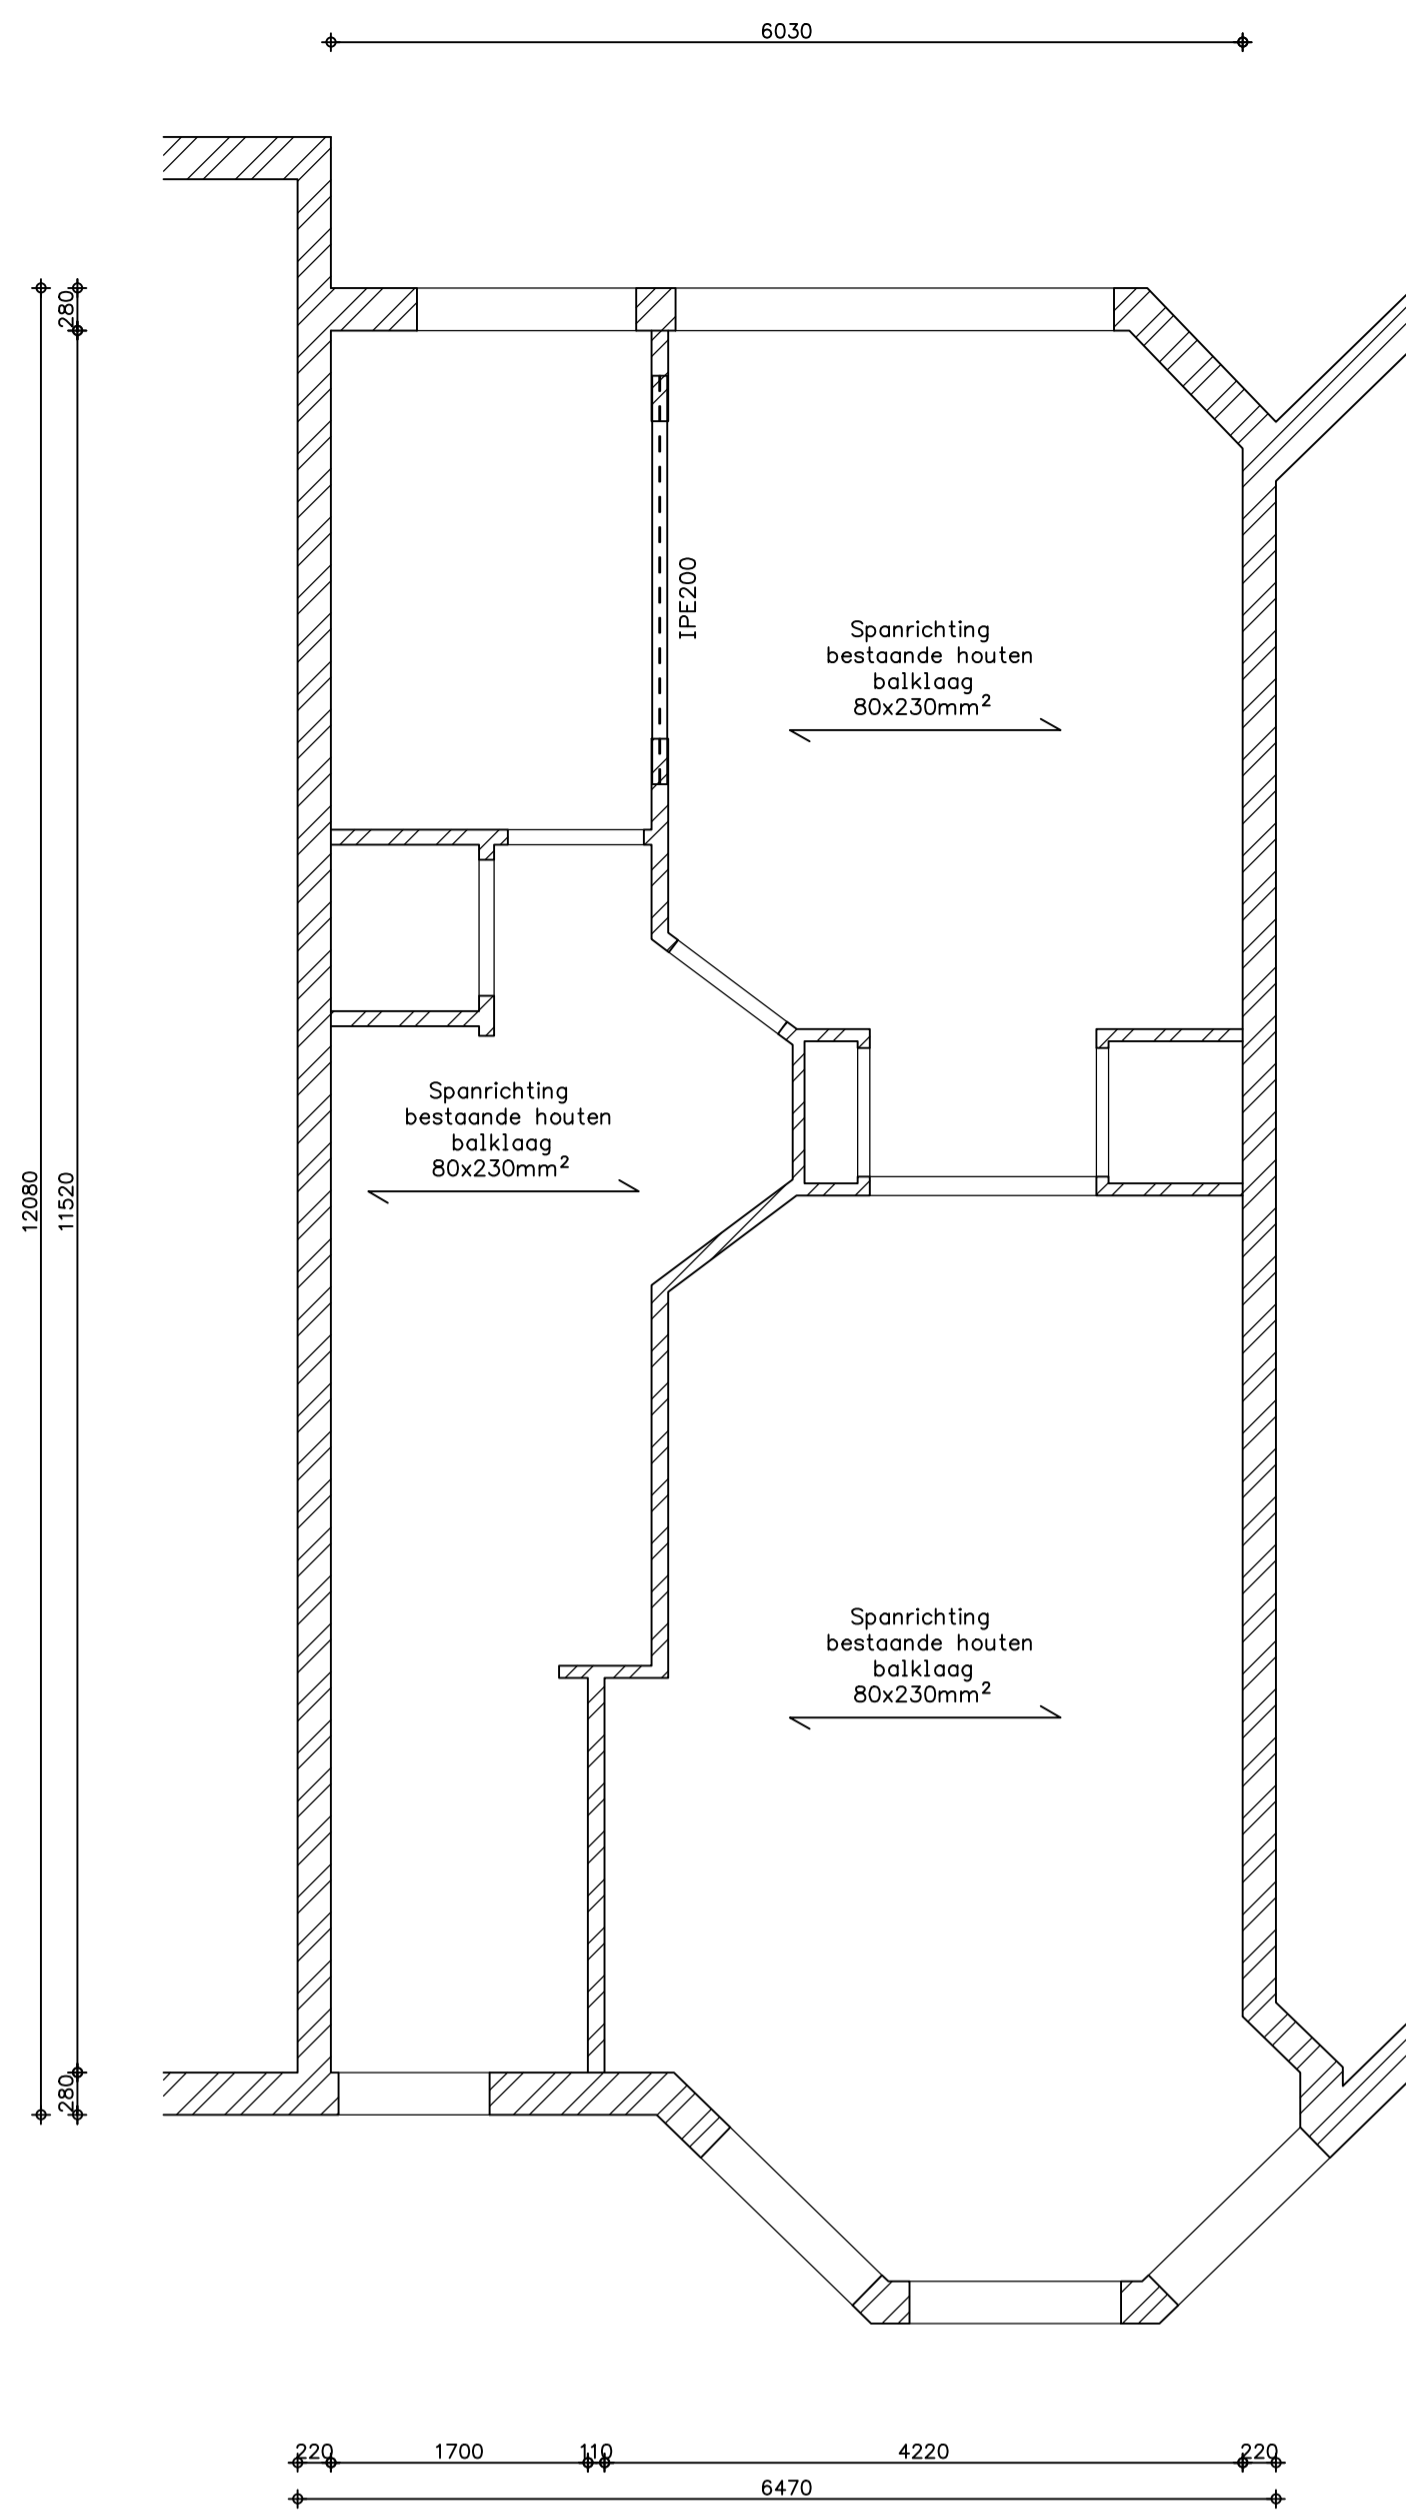 6030
280
IPE200
Spanrichting
bestaande houten
balklaag
80x230mm²
Spanrichting
bestaande houten
balklaag
80x230mm²
12080
11520
Spanrichting
bestaande houten
balklaag
80x230mm²
280
220
1700
110
4220
220
6470